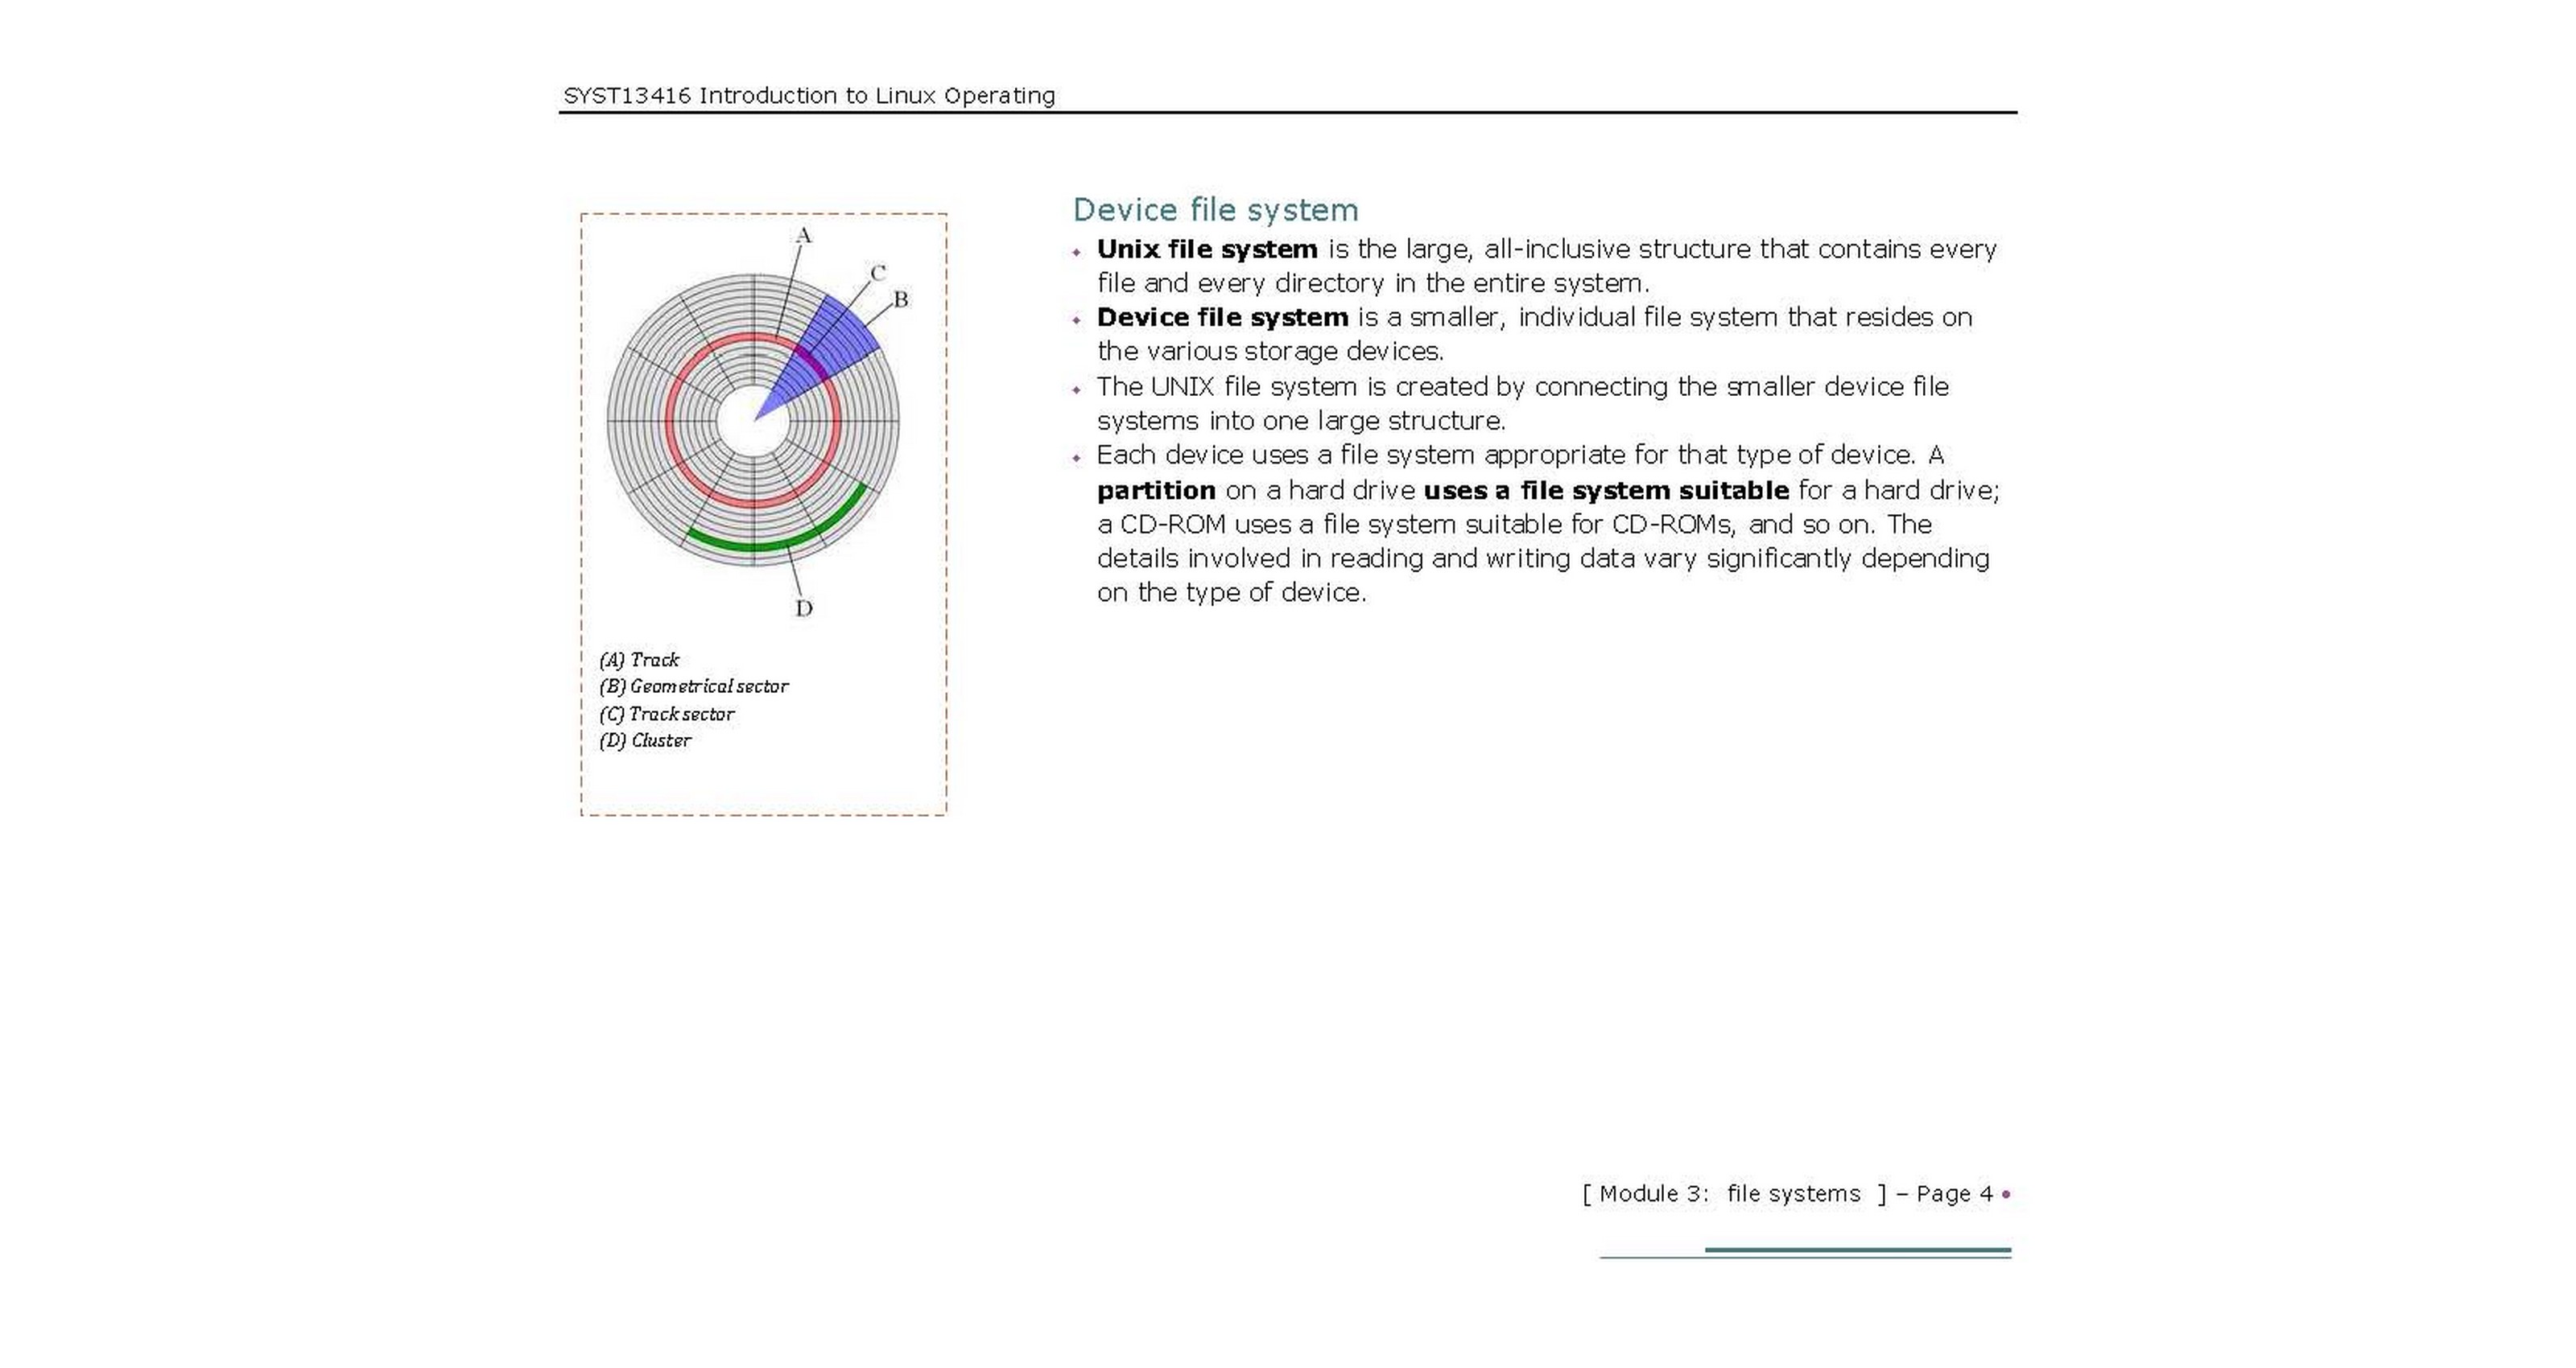 SYST13416 Introduction to Linux Operating
A
C
B
D
(A) Track
(B) Geometrical sector
(C) Track sector
(D) Cluster
Device file system
Unix file system is the large, all-inclusive structure that contains every
file and every directory in the entire system.
Device file system is a smaller, individual file system that resides on
the various storage devices.
The UNIX file system is created by connecting the smaller device file
systems into one large structure.
Each device uses a file system appropriate for that type of device. A
partition on a hard drive uses a file system suitable for a hard drive;
a CD-ROM uses a file system suitable for CD-ROMs, and so on. The
details involved in reading and writing data vary significantly depending
on the type of device.
[ Module 3: file systems ] – Page 4 •